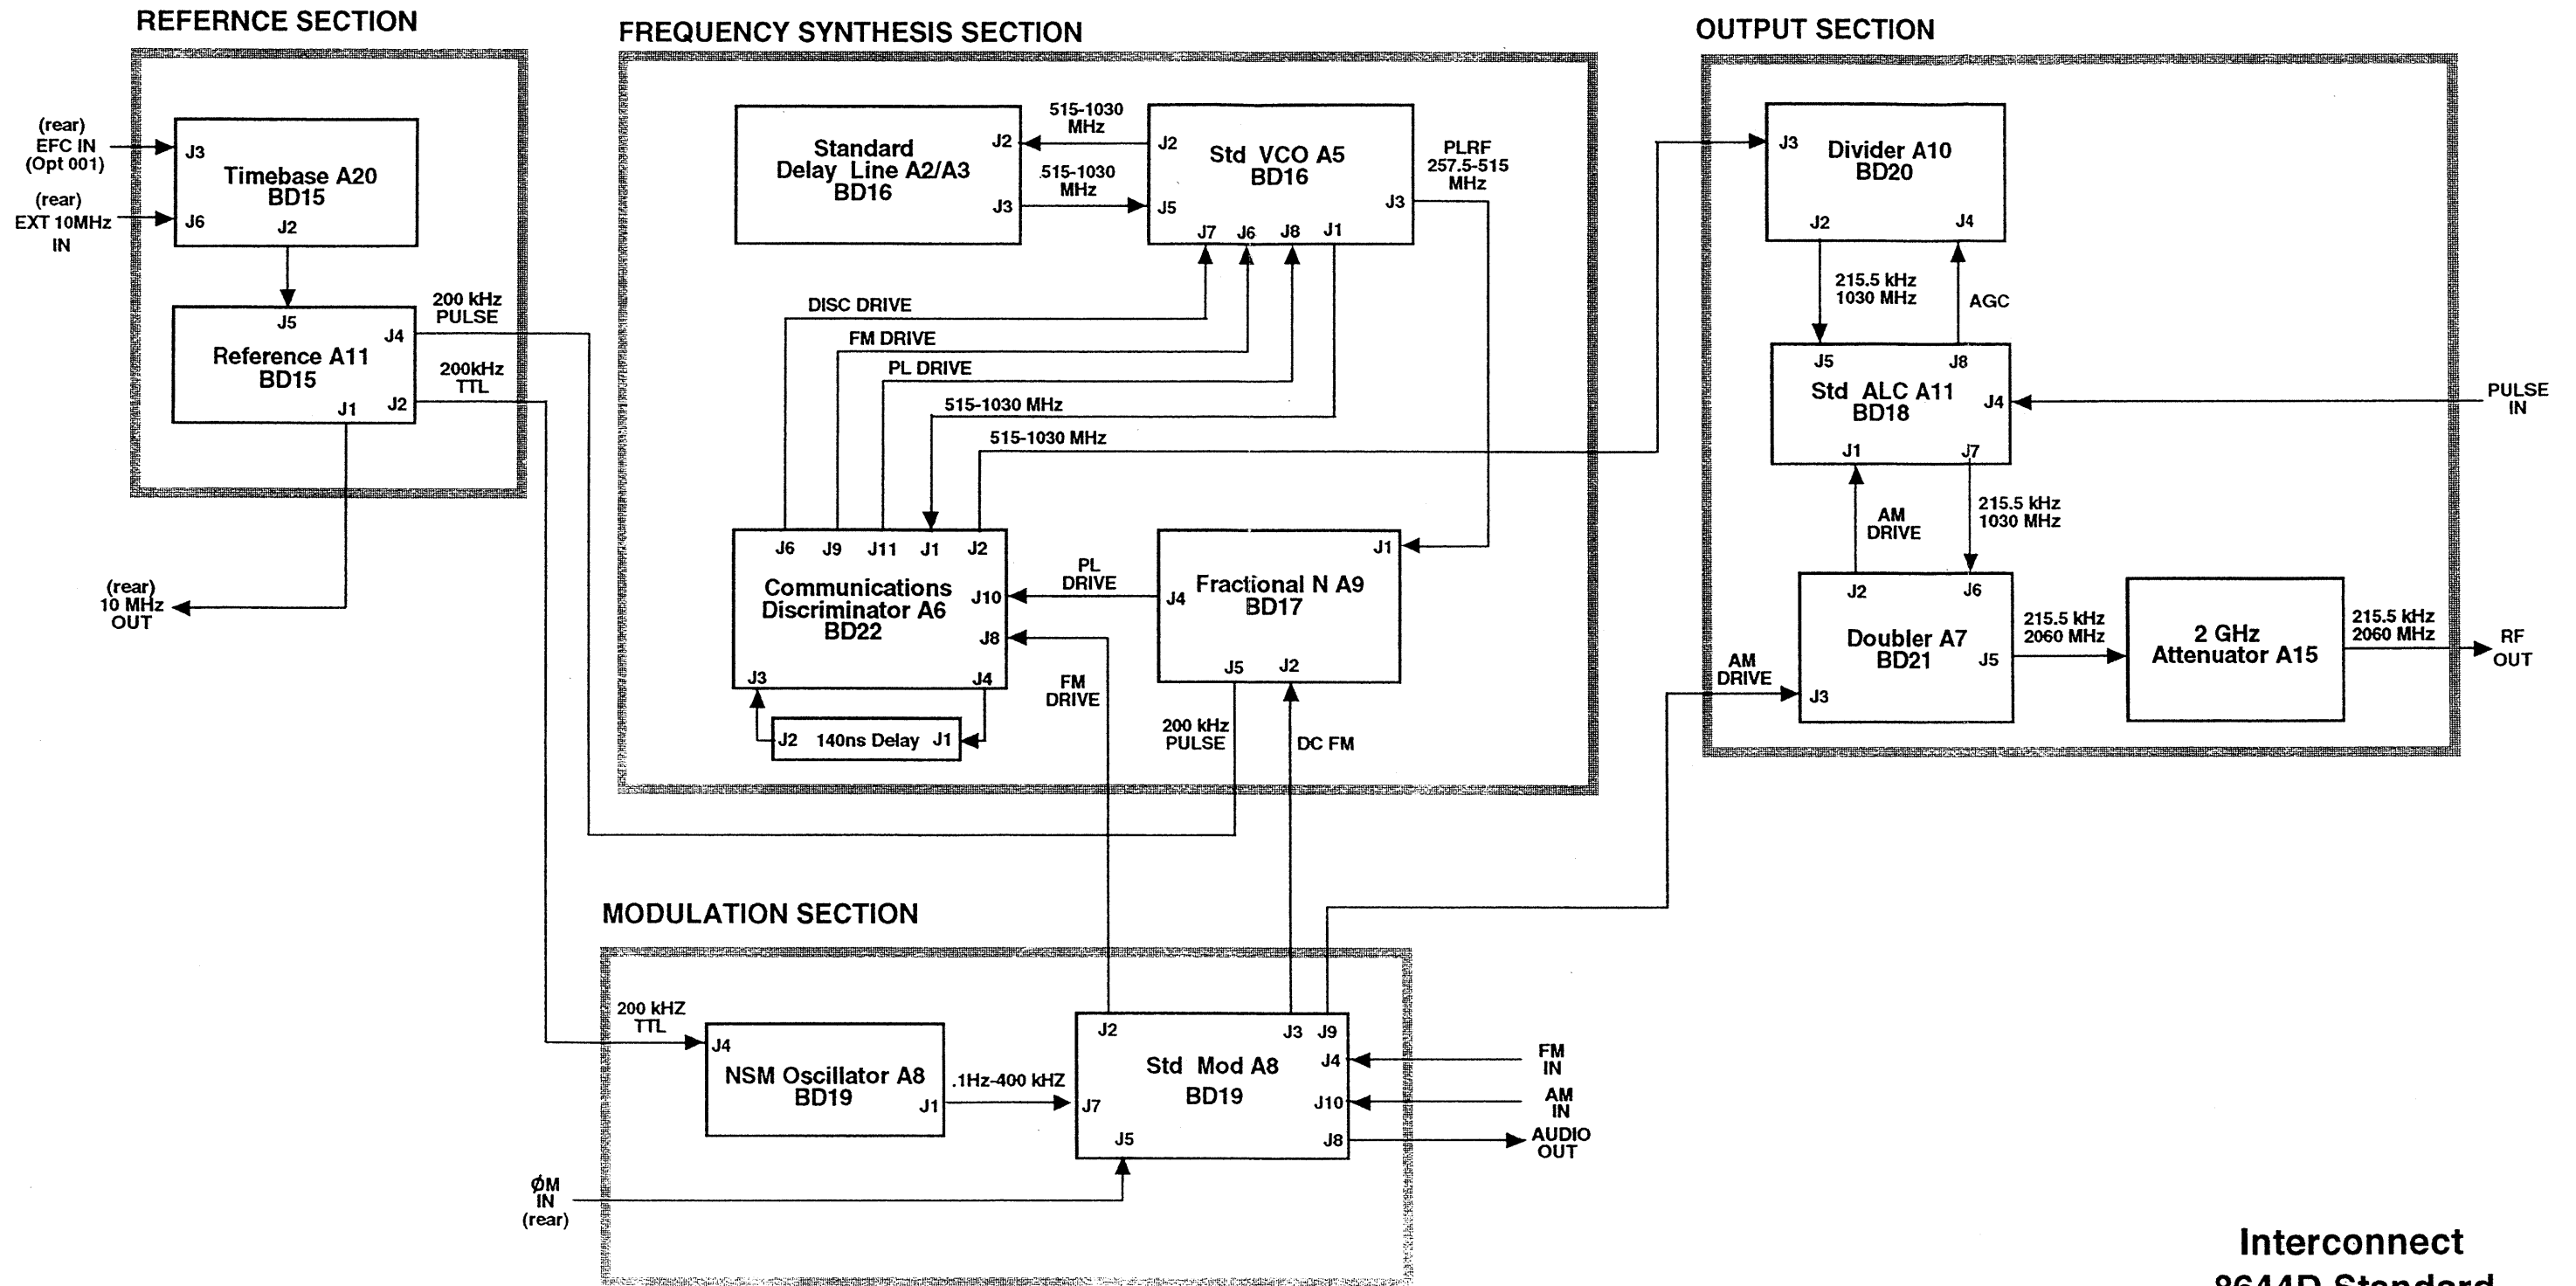 REFERNCE SECTION
(rear)
EFC IN
(Opt 001)
(rear)
EXT 10MHz
IN
J3
Timebase A20
BD15
J6
J2
J5
J4
Reference A11
BD15
J1
J2
200 kHz
PULSE
200kHz
TTL
(rear)
10 MHz
OUT
FREQUENCY SYNTHESIS SECTION
Standard
Delay Line A2/A3
BD16
J2
J3
515-1030
MHz
515-1030
MHz
J2
Std VCO A5
BD16
J5
J3
J7
J6
J8
J1
PLRF
257.5-515
MHz
DISC DRIVE
FM DRIVE
PL DRIVE
515-1030 MHz
515-1030 MHz
J6
J9
J11
J1
J2
Communications
Discriminator A6
BD22
J10
J8
J3
J4
J2
140ns Delay
J1
PL
DRIVE
FM
DRIVE
J1
J4
Fractional N A9
BD17
J5
J2
200 kHz
PULSE
DC FM
OUTPUT SECTION
J3
Divider A10
BD20
J2
J4
215.5 kHz
1030 MHz
AGC
J5
J8
Std ALC A11
BD18
J4
J1
J7
PULSE
IN
AM
DRIVE
215.5 kHz
1030 MHz
J2
J6
Doubler A7
BD21
J5
J3
AM
DRIVE
215.5 kHz
2060 MHz
2 GHz
Attenuator A15
215.5 kHz
2060 MHz
RF
OUT
MODULATION SECTION
200 kHZ
TTL
J4
NSM Oscillator A8
BD19
J1
.1Hz-400 kHZ
J2
J3
J9
J4
Std Mod A8
BD19
J7
J10
J5
J8
FM
IN
AM
IN
AUDIO
OUT
ØM
IN
(rear)
Interconnect
8644D Standard